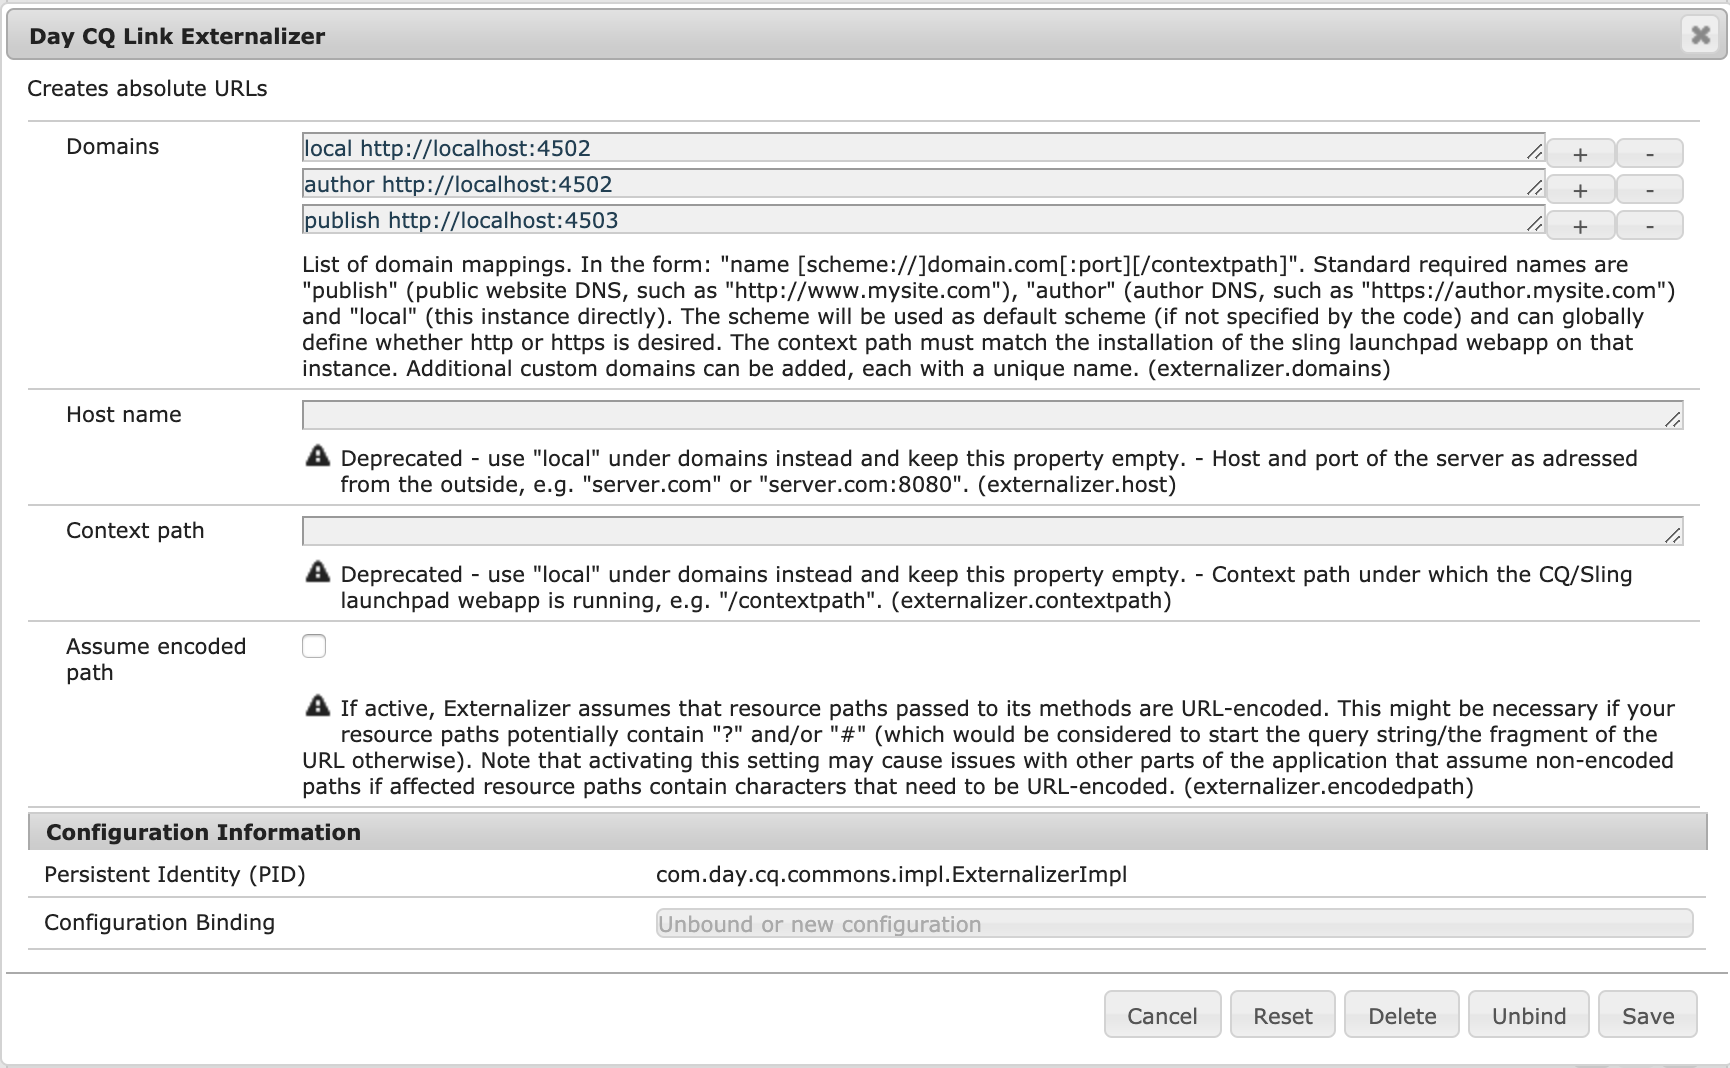 Day CQ Link Externalizer
Creates absolute URLs
Domains
local http://localhost:4502
+ -
author http://localhost:4502
+ -
publish http://localhost:4503
+ -
List of domain mappings. In the form: "name [scheme://]domain.com[:port][/contextpath]". Standard required names are
"publish" (public website DNS, such as "http://www.mysite.com"), "author" (author DNS, such as "https://author.mysite.com")
and "local" (this instance directly). The scheme will be used as default scheme (if not specified by the code) and can globally
define whether http or https is desired. The context path must match the installation of the sling launchpad webapp on that
instance. Additional custom domains can be added, each with a unique name. (externalizer.domains)
Host name
Deprecated - use "local" under domains instead and keep this property empty. - Host and port of the server as adressed
from the outside, e.g. "server.com" or "server.com:8080". (externalizer.host)
Context path
Deprecated - use "local" under domains instead and keep this property empty. - Context path under which the CQ/Sling
launchpad webapp is running, e.g. "/contextpath". (externalizer.contextpath)
Assume encoded
path
If active, Externalizer assumes that resource paths passed to its methods are URL-encoded. This might be necessary if your
resource paths potentially contain "?" and/or "#" (which would be considered to start the query string/the fragment of the
URL otherwise). Note that activating this setting may cause issues with other parts of the application that assume non-encoded
paths if affected resource paths contain characters that need to be URL-encoded. (externalizer.encodedpath)
Configuration Information
Persistent Identity (PID)
com.day.cq.commons.impl.ExternalizerImpl
Configuration Binding
Unbound or new configuration
Cancel
Reset
Delete
Unbind
Save